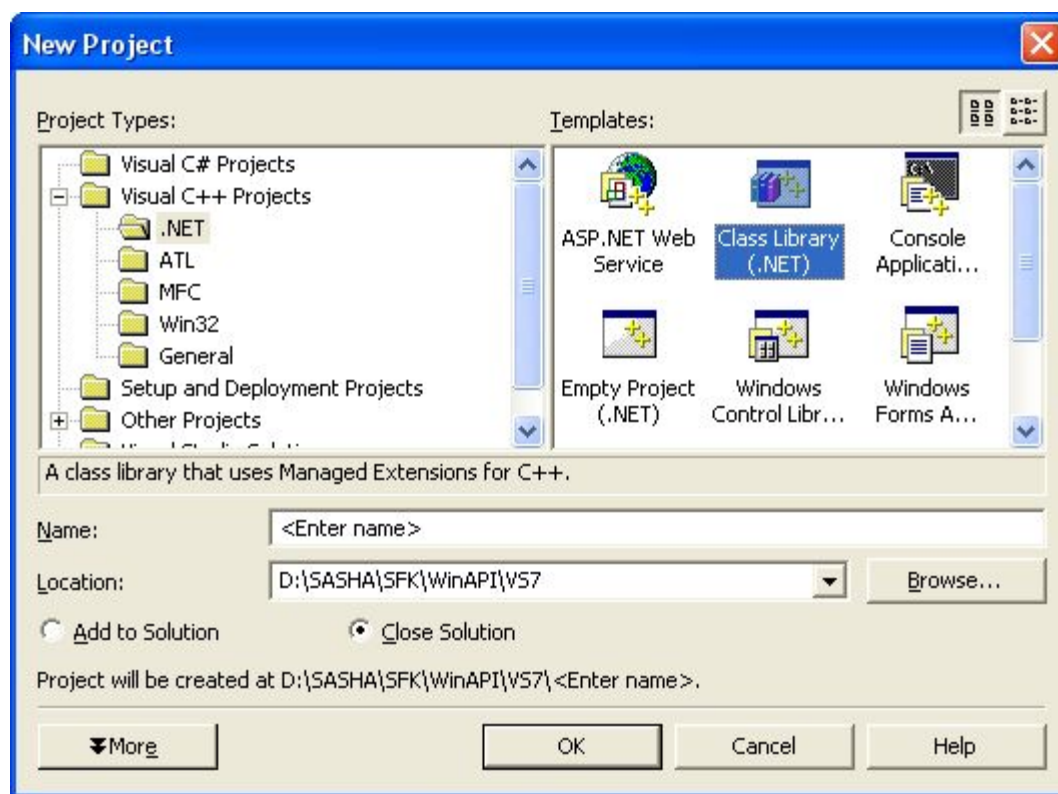 New Project
Project Types:
Templates:
Visual C# Projects
Visual C++ Projects
.NET
ATL
MFC
Win32
General
Setup and Deployment Projects
Other Projects
ASP.NET Web Service
Class Library (.NET)
Console Applicati...
Empty Project (.NET)
Windows Control Libr...
Windows Forms A...
A class library that uses Managed Extensions for C++.
Name:
<Enter name>
Location:
D:\SASHA\SFK\WinAPI\VS7
Browse...
Add to Solution
Close Solution
Project will be created at D:\SASHA\SFK\WinAPI\VS7\<Enter name>.
More
OK
Cancel
Help